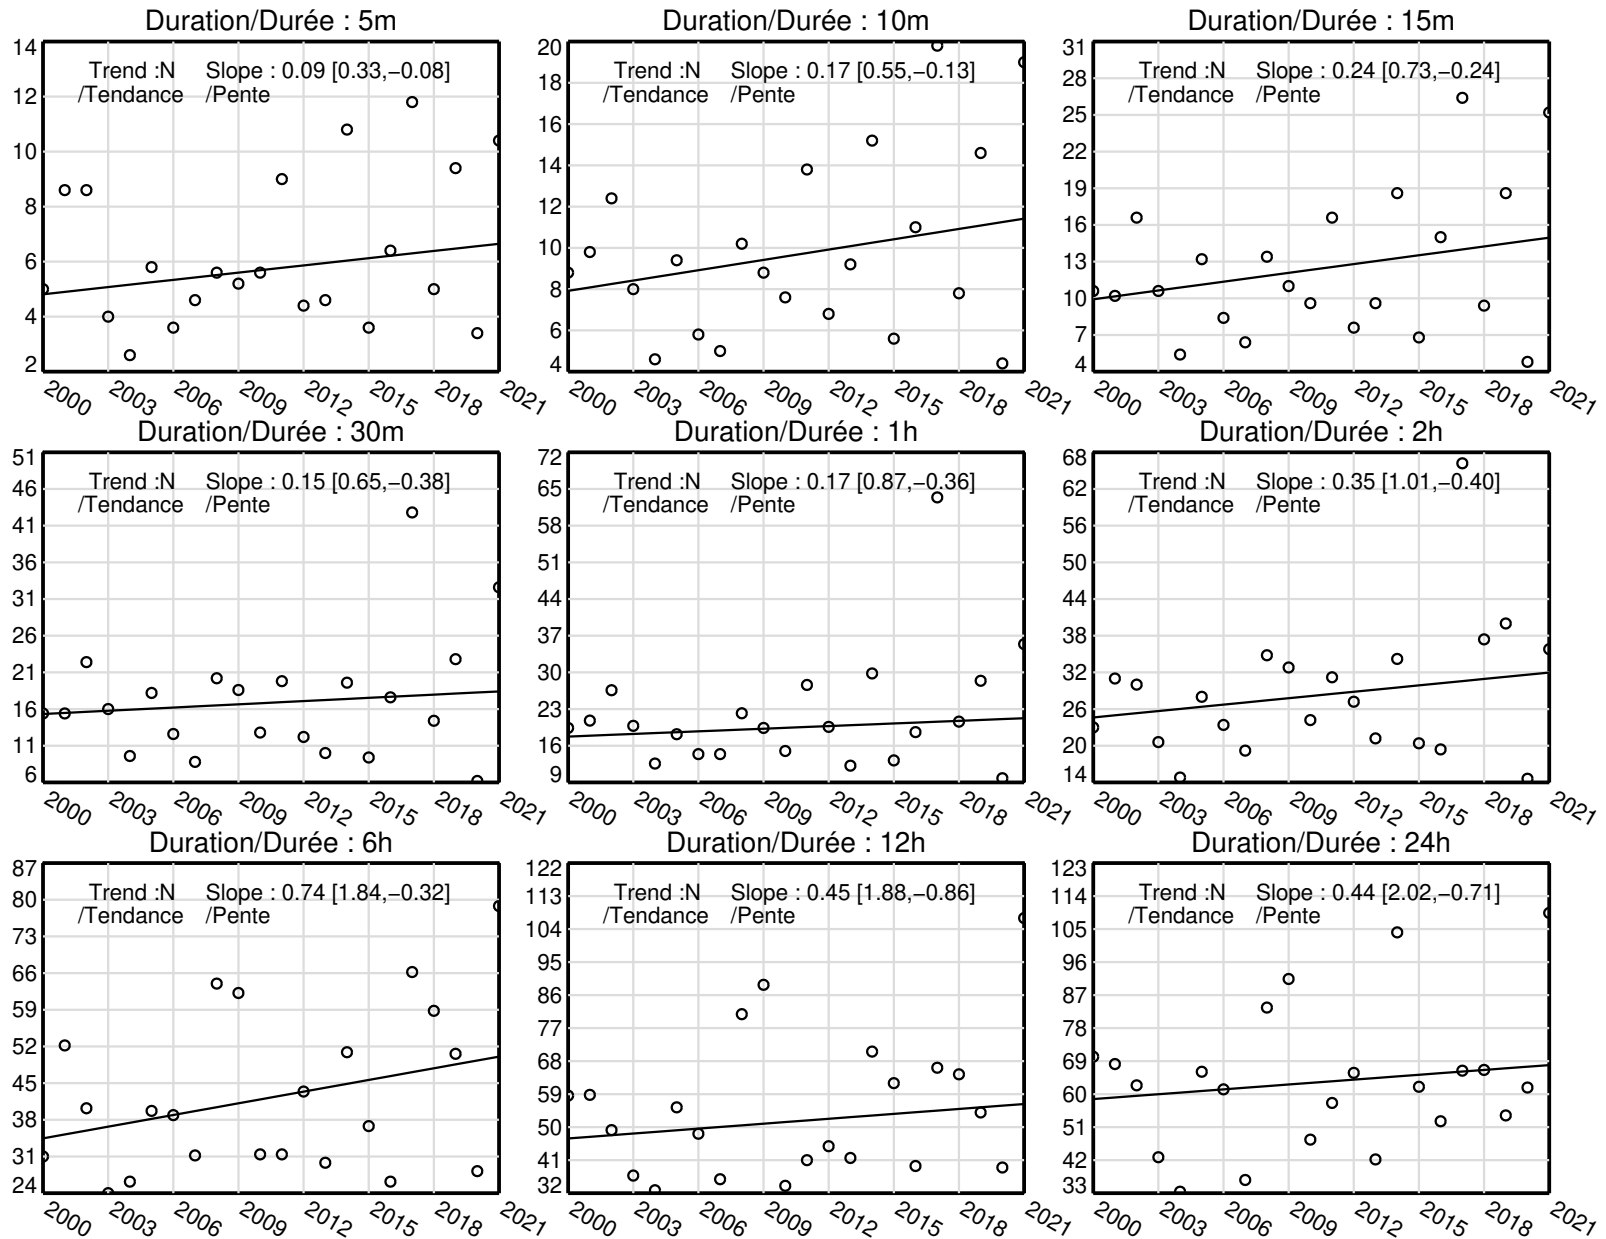 Duration/Durée : 5m
14
12
10
8
6
4
2
Trend :N Slope : 0.09 [0.33,−0.08]
/Tendance /Pente
2000 2003 2006 2009 2012 2015 2018 2021
Duration/Durée : 10m
20
18
16
14
12
10
8
6
4
Trend :N Slope : 0.17 [0.55,−0.13]
/Tendance /Pente
2000 2003 2006 2009 2012 2015 2018 2021
Duration/Durée : 15m
31
28
25
22
19
16
13
10
7
4
Trend :N Slope : 0.24 [0.73,−0.24]
/Tendance /Pente
2000 2003 2006 2009 2012 2015 2018 2021
Duration/Durée : 30m
51
46
41
36
31
26
21
16
11
6
Trend :N Slope : 0.15 [0.65,−0.38]
/Tendance /Pente
2000 2003 2006 2009 2012 2015 2018 2021
Duration/Durée : 1h
72
65
58
51
44
37
30
23
16
9
Trend :N Slope : 0.17 [0.87,−0.36]
/Tendance /Pente
2000 2003 2006 2009 2012 2015 2018 2021
Duration/Durée : 2h
68
62
56
50
44
38
32
26
20
14
Trend :N Slope : 0.35 [1.01,−0.40]
/Tendance /Pente
2000 2003 2006 2009 2012 2015 2018 2021
Duration/Durée : 6h
87
80
73
66
59
52
45
38
31
24
Trend :N Slope : 0.74 [1.84,−0.32]
/Tendance /Pente
2000 2003 2006 2009 2012 2015 2018 2021
Duration/Durée : 12h
122
113
104
95
86
77
68
59
50
41
32
Trend :N Slope : 0.45 [1.88,−0.86]
/Tendance /Pente
2000 2003 2006 2009 2012 2015 2018 2021
Duration/Durée : 24h
123
114
105
96
87
78
69
60
51
42
33
Trend :N Slope : 0.44 [2.02,−0.71]
/Tendance /Pente
2000 2003 2006 2009 2012 2015 2018 2021